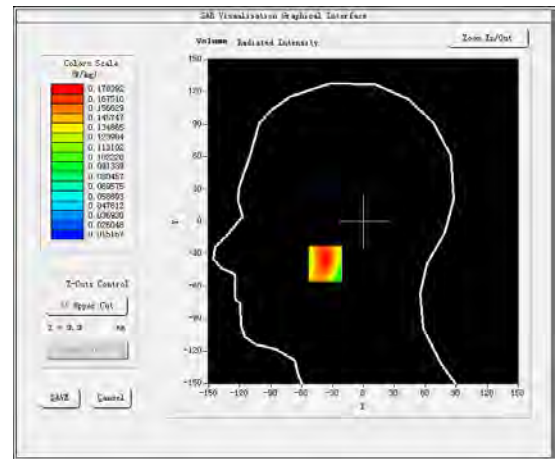 SAR Visualisation Graphical Interface
Volume Radiated Intensity
Zoom In/Out
Colors Scale
(W/kg)
0.178392
0.167510
0.156629
0.145747
0.134865
0.123984
0.113102
0.102220
0.091339
0.080457
0.069575
0.058693
0.047812
0.036930
0.026048
0.015167
150
90
60
30
0
-30
-60
-90
-120
-150
Y
-150 -120 -90 -60 -30 0 30 60 90 120 150
X
Z-Cuts Control
Upper Cut
Z = 0.0 mm
SAVE
Cancel